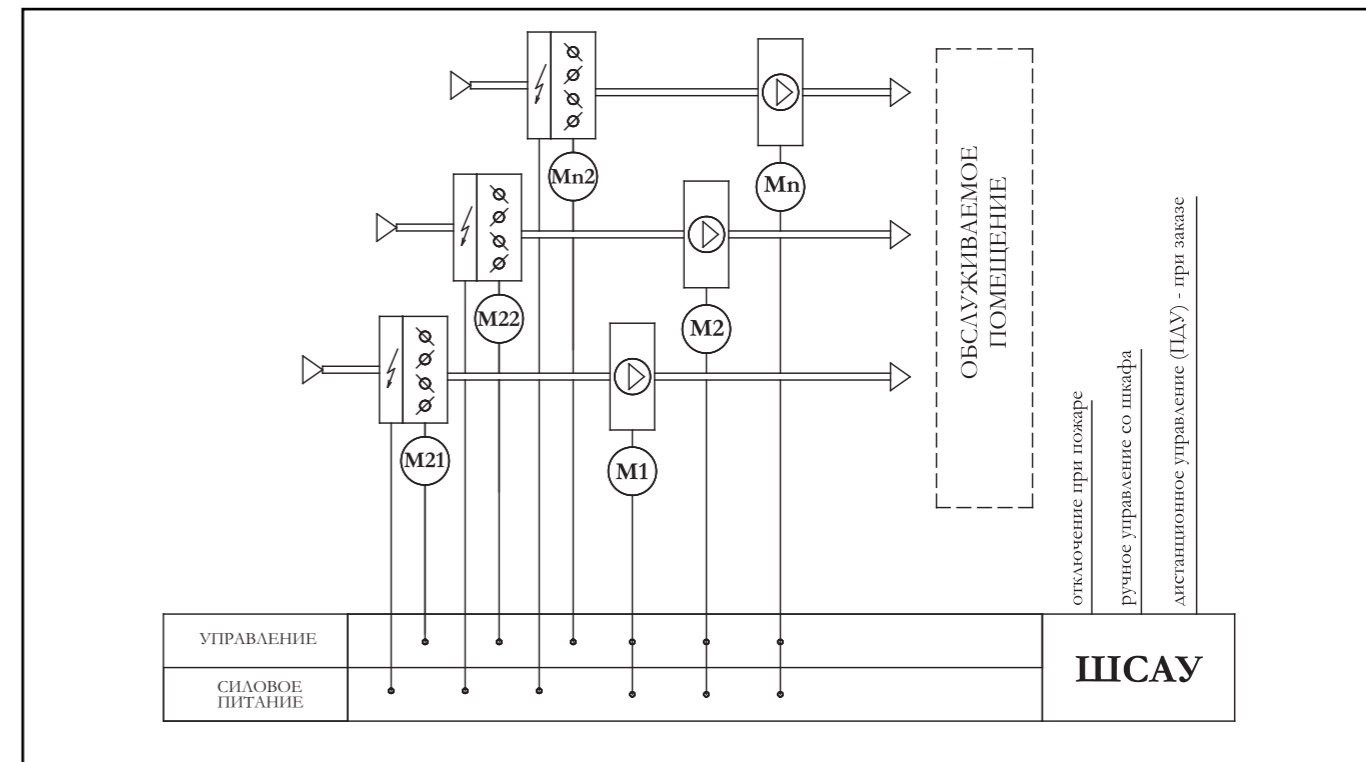 Mn2
Mn
M22
M2
M21
M1
ОБСЛУЖИВАЕМОЕ
ПОМЕЩЕНИЕ
отключение при пожаре
ручное управление со шкафа
дистанционное управление (ПДУ) - при заказе
УПРАВЛЕНИЕ
СИЛОВОЕ
ПИТАНИЕ
ШСАУ